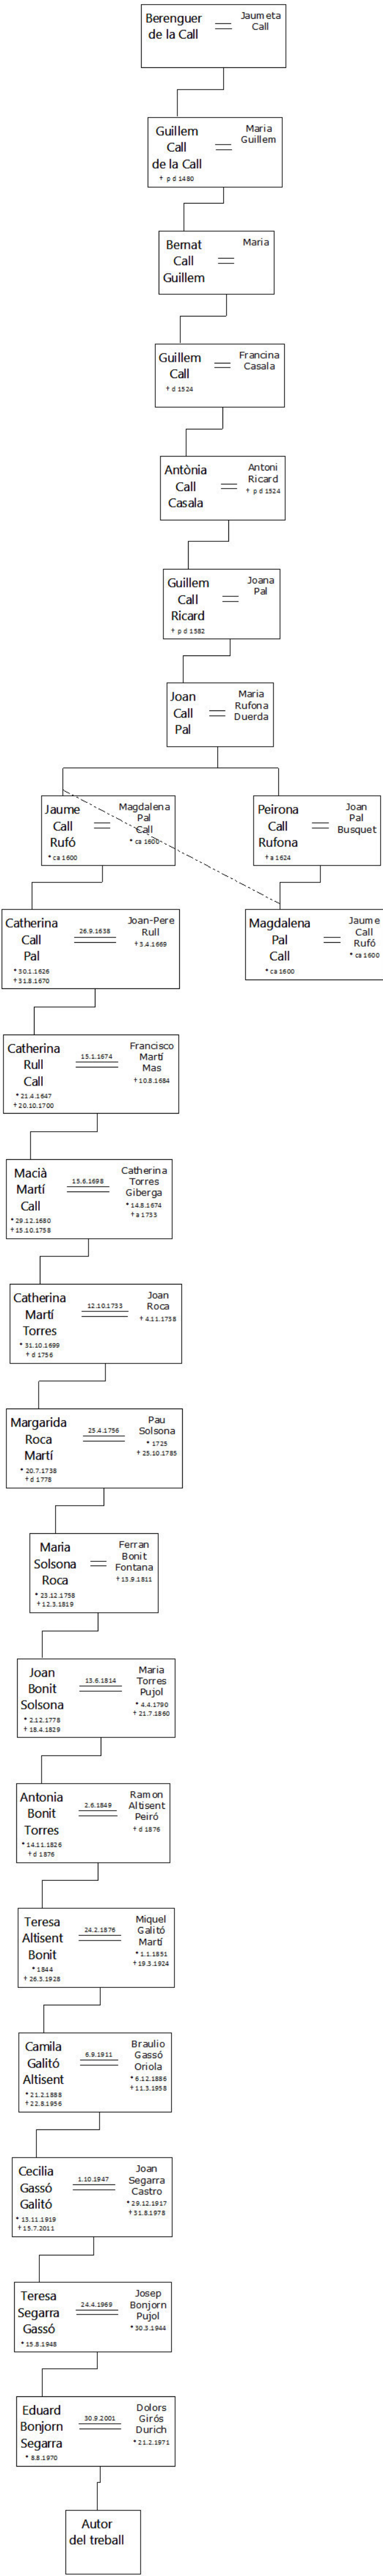 Berenguer
de la Call
Jaumeta
Call
Guillem
Call
de la Call
† p d 1480
Maria
Guillem
Bernat
Call
Guillem
Maria
Guillem
Call
† d 1524
Francina
Casala
Antònia
Call
Casala
Antoni
Ricard
† p d 1524
Guillem
Call
Ricard
† p d 1582
Joana
Pal
Joan
Call
Pal
Maria
Rufona
Duerda
Jaume
Call
Rufó
* ca 1600
Magdalena
Pal
Call
* ca 1600
Peirona
Call
Rufona
† a 1624
Joan
Pal
Busquet
Catherina
Call
Pal
* 30.1.1626
† 31.8.1670
26.9.1638
Joan-Pere
Rull
† 3.4.1669
Magdalena
Pal
Call
* ca 1600
Jaume
Call
Rufó
* ca 1600
Catherina
Rull
Call
* 21.4.1647
† 20.10.1700
15.1.1674
Francisco
Martí
Mas
† 10.8.1684
Macià
Martí
Call
* 29.12.1680
† 15.10.1738
15.6.1698
Catherina
Torres
Giberga
* 14.8.1674
† a 1733
Catherina
Martí
Torres
* 31.10.1699
† d 1756
12.10.1733
Joan
Roca
† 4.11.1738
Margarida
Roca
Martí
* 20.7.1738
† d 1778
25.4.1756
Pau
Solsona
* 1725
† 25.10.1785
Maria
Solsona
Roca
* 23.12.1758
† 12.3.1819
Ferran
Bonit
Fontana
† 13.9.1811
Joan
Bonit
Solsona
* 2.12.1778
† 18.4.1829
13.6.1814
Maria
Torres
Pujol
* 4.4.1790
† 21.7.1860
Antonia
Bonit
Torres
* 14.11.1826
† d 1876
2.6.1849
Ramon
Altisent
Peiró
† d 1876
Teresa
Altisent
Bonit
* 1844
† 26.3.1928
24.2.1876
Miquel
Galitó
Martí
* 1.1.1851
† 19.3.1924
Camila
Galitó
Altisent
* 21.2.1888
† 22.8.1956
6.9.1911
Braulio
Gassó
Oriola
* 6.12.1886
† 11.3.1958
Cecilia
Gassó
Galitó
* 13.11.1919
† 15.7.2011
1.10.1947
Joan
Segarra
Castro
* 29.12.1917
† 31.8.1978
Teresa
Segarra
Gassó
* 15.8.1948
24.4.1969
Josep
Bonjorn
Pujol
* 30.3.1944
Eduard
Bonjorn
Segarra
* 8.8.1970
30.9.2001
Dolors
Girós
Durich
* 21.2.1971
Autor
del treball